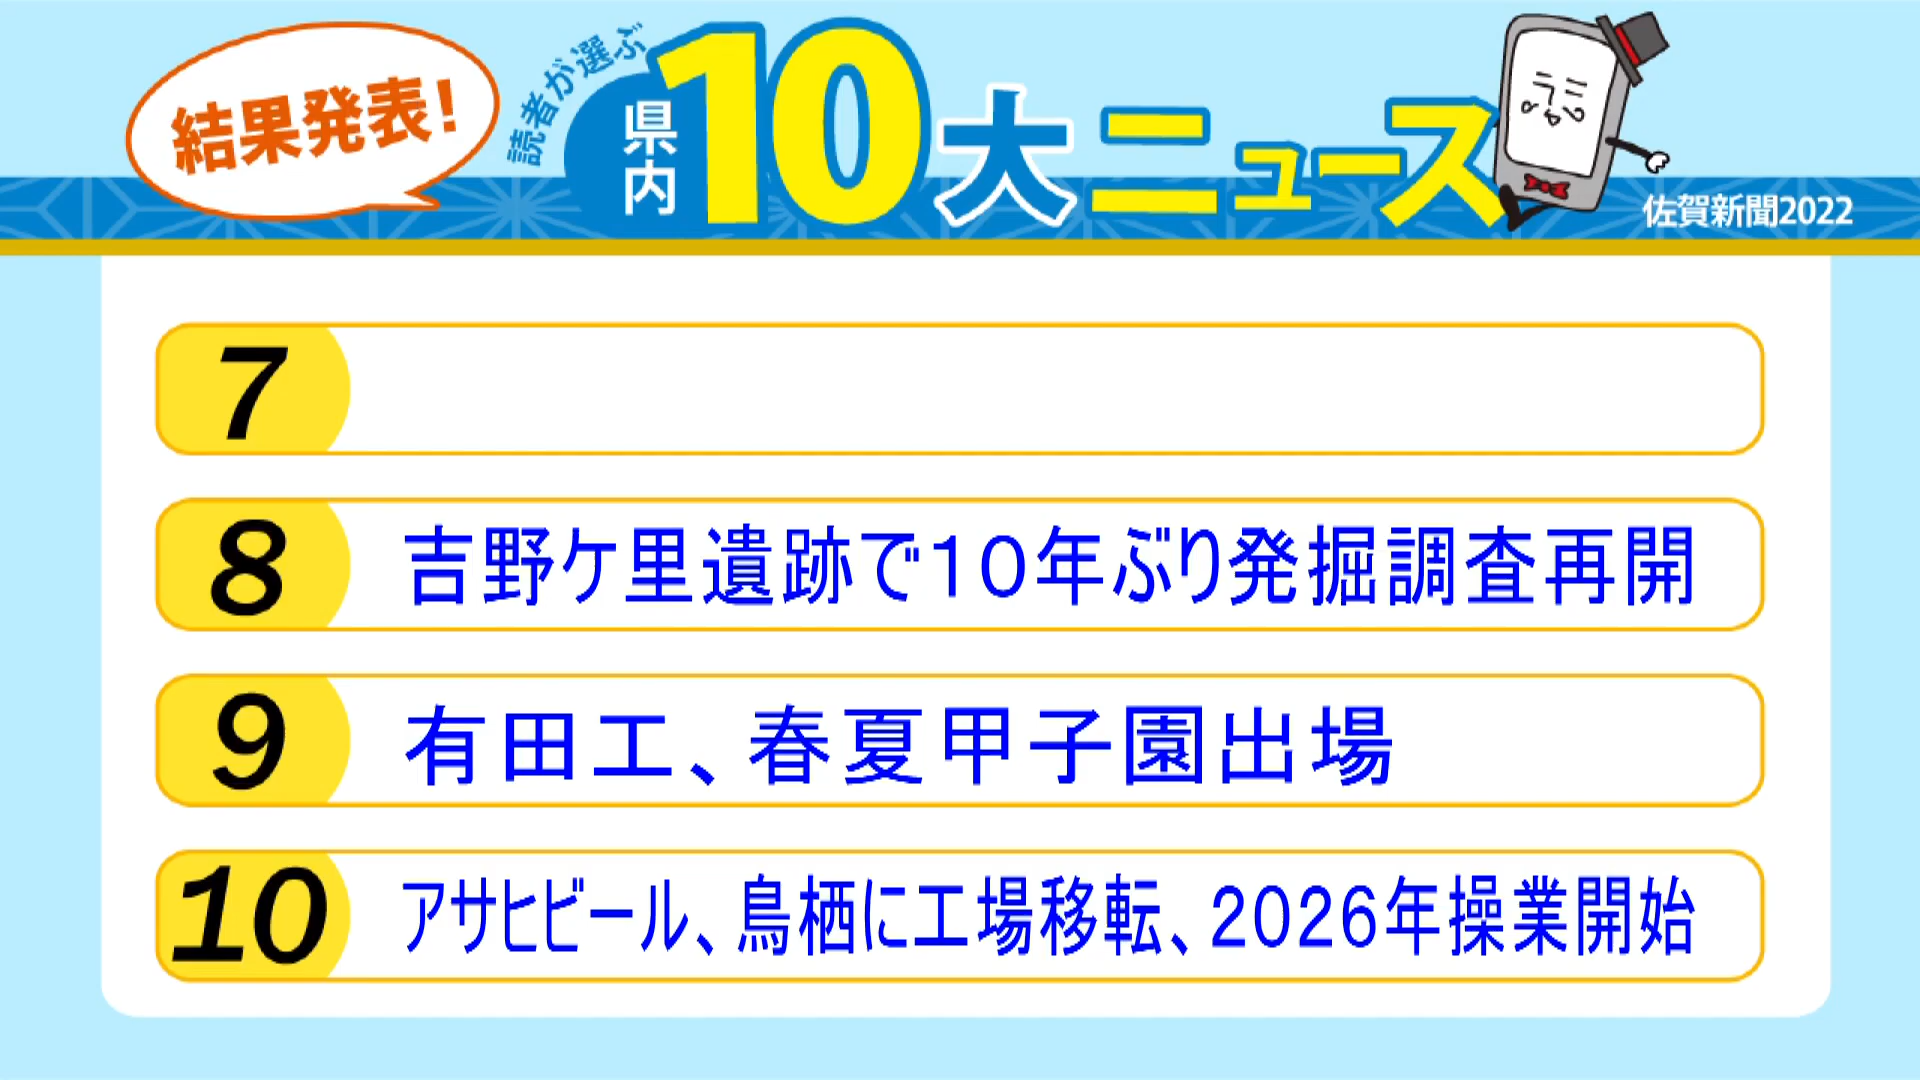 結果発表!
読者が選ぶ
県内10大ニュース
佐賀新聞2022
7
8 吉野ケ里遺跡で10年ぶり発掘調査再開
9 有田工、春夏甲子園出場
10 アサヒビール、鳥栖に工場移転、2026年操業開始